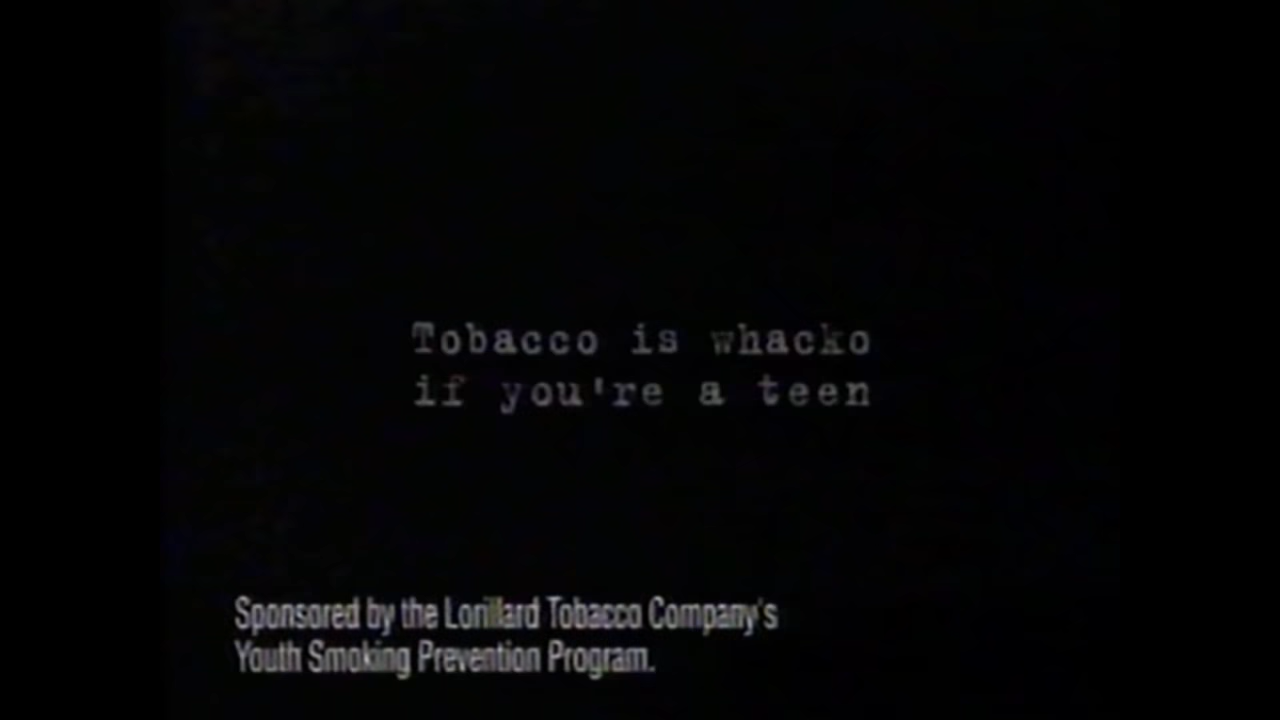 Tobacco is whacko
if you're a teen
Sponsored by the Lorillard Tobacco Company's
Youth Smoking Prevention Program.